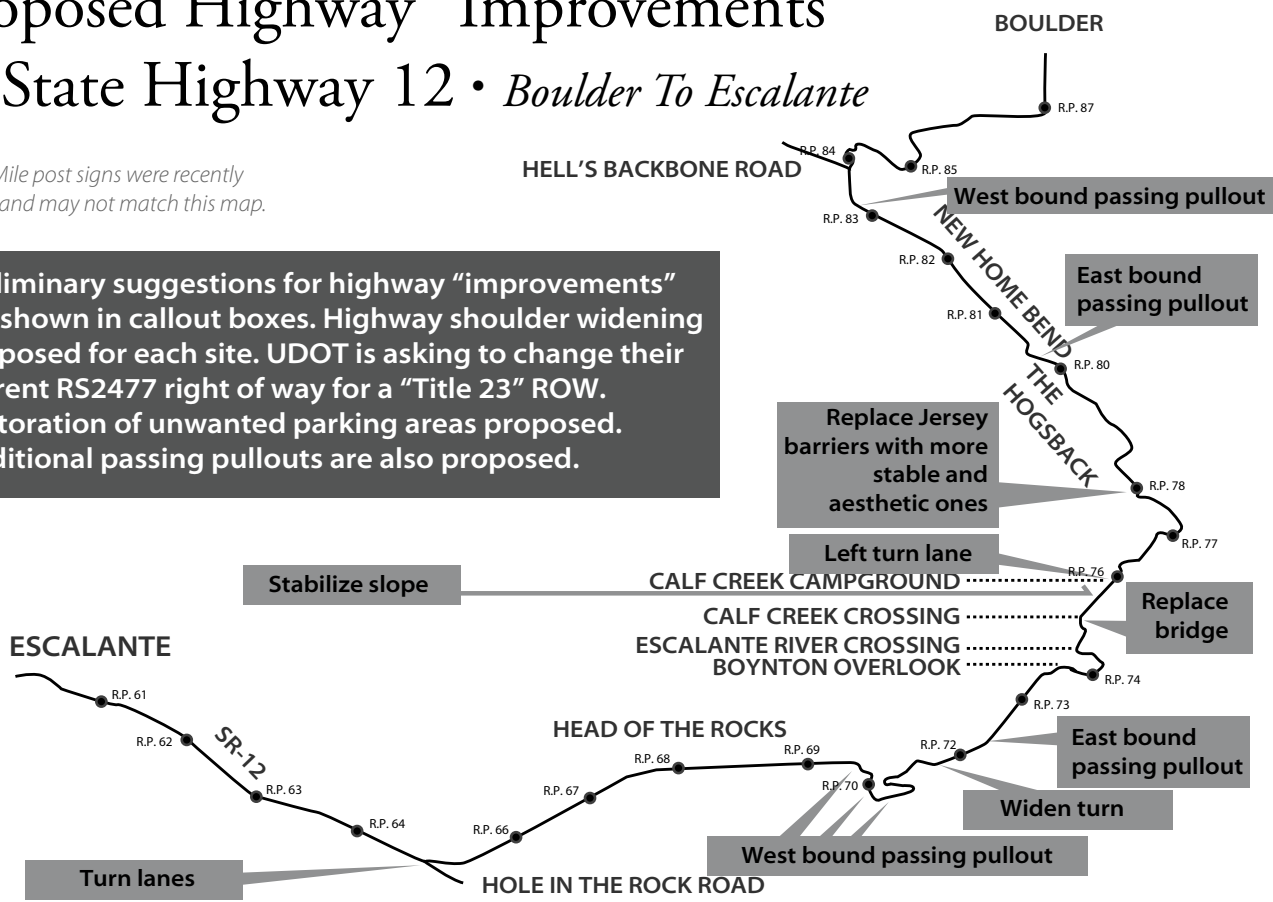 oposed Highway “Improvements”
State Highway 12 • Boulder To Escalante
Mile post signs were recently
and may not match this map.
liminary suggestions for highway “improvements”
shown in callout boxes. Highway shoulder widening
posed for each site. UDOT is asking to change their
rent RS2477 right of way for a “Title 23” ROW.
toration of unwanted parking areas proposed.
ditional passing pullouts are also proposed.
BOULDER
R.P. 87
R.P. 84
HELL’S BACKBONE ROAD
R.P. 85
West bound passing pullout
R.P. 83
NEW HOME BEND
R.P. 82
East bound
passing pullout
R.P. 81
R.P. 80
THE
HOGSBACK
Replace Jersey
barriers with more
stable and
aesthetic ones
R.P. 78
R.P. 77
Left turn lane
R.P. 76
Stabilize slope
CALF CREEK CAMPGROUND
Replace
bridge
CALF CREEK CROSSING
ESCALANTE RIVER CROSSING
BOYNTON OVERLOOK
R.P. 74
ESCALANTE
R.P. 61
R.P. 62
SR-12
R.P. 63
R.P. 64
R.P. 66
R.P. 67
HEAD OF THE ROCKS
R.P. 68
R.P. 69
R.P. 70
R.P. 72
R.P. 73
East bound
passing pullout
Widen turn
West bound passing pullout
Turn lanes
HOLE IN THE ROCK ROAD